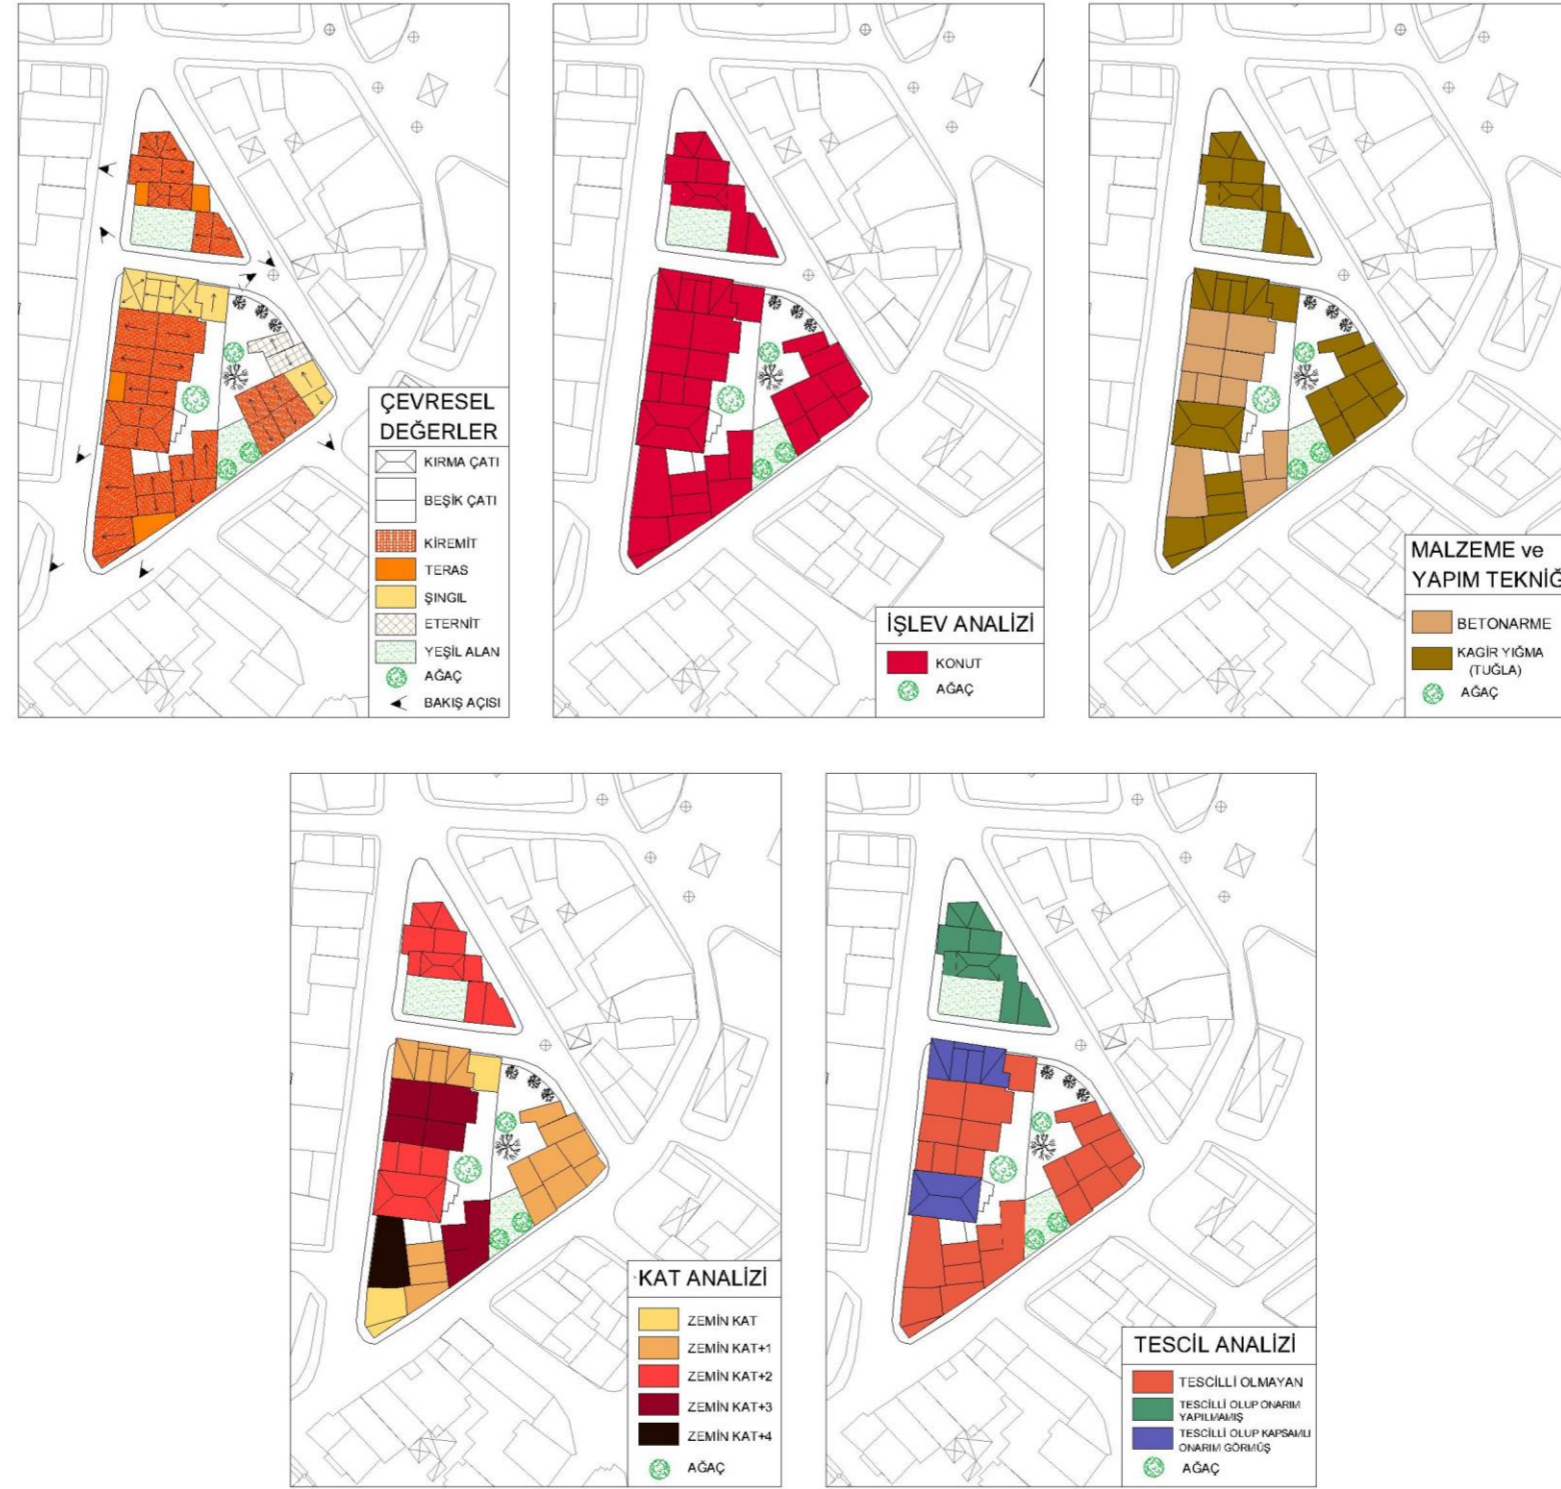 ÇEVRESEL
DEĞERLER
KIRMA ÇATI
BEŞİK ÇATI
KİREMİT
TERAS
ŞINGIL
ETERNİT
YEŞİL ALAN
AĞAÇ
BAKIŞ AÇISI
İŞLEV ANALİZİ
KONUT
AĞAÇ
MALZEME ve
YAPIM TEKNİĞ
BETONARME
KAGİR YIĞMA
(TUĞLA)
AĞAÇ
KAT ANALİZİ
ZEMİN KAT
ZEMİN KAT+1
ZEMİN KAT+2
ZEMİN KAT+3
ZEMİN KAT+4
AĞAÇ
TESCİL ANALİZİ
TESCİLLİ OLMAYAN
TESCİLLİ OLUP ONARIM
YAPILMAMIŞ
TESCİLLİ OLUP KAPSAMLI
ONARIM GÖRMÜŞ
AĞAÇ